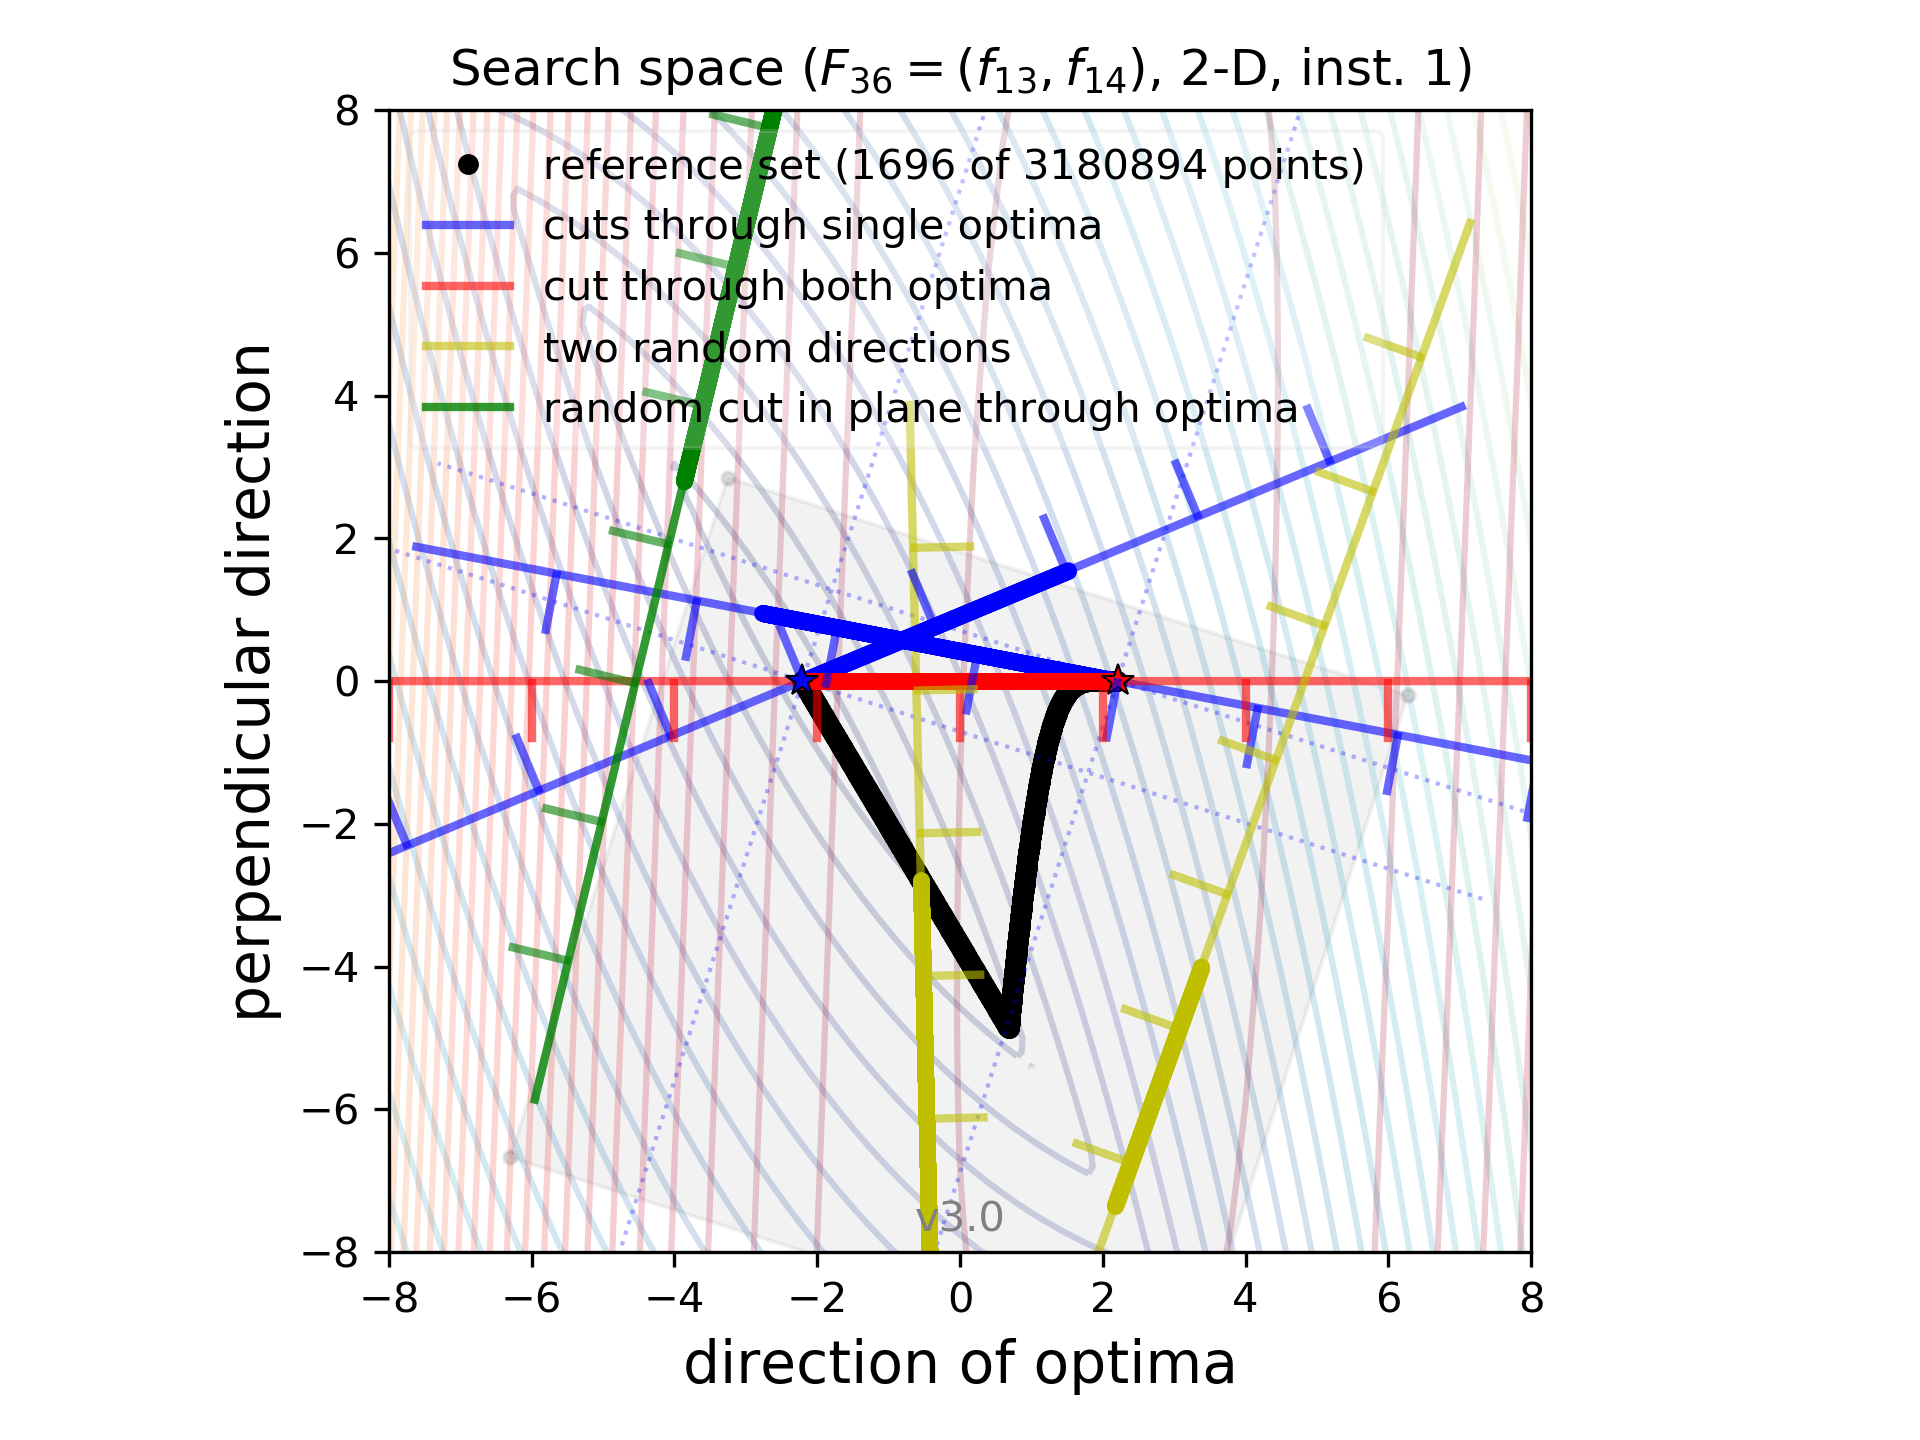 Search space (F36 = (f13, f14), 2-D, inst. 1)
reference set (1696 of 3180894 points)
cuts through single optima
cut through both optima
two random directions
random cut in plane through optima
8
6
4
2
0
−2
−4
−6
−8
perpendicular direction
v3.0
−8 −6 −4 −2 0 2 4 6 8
direction of optima